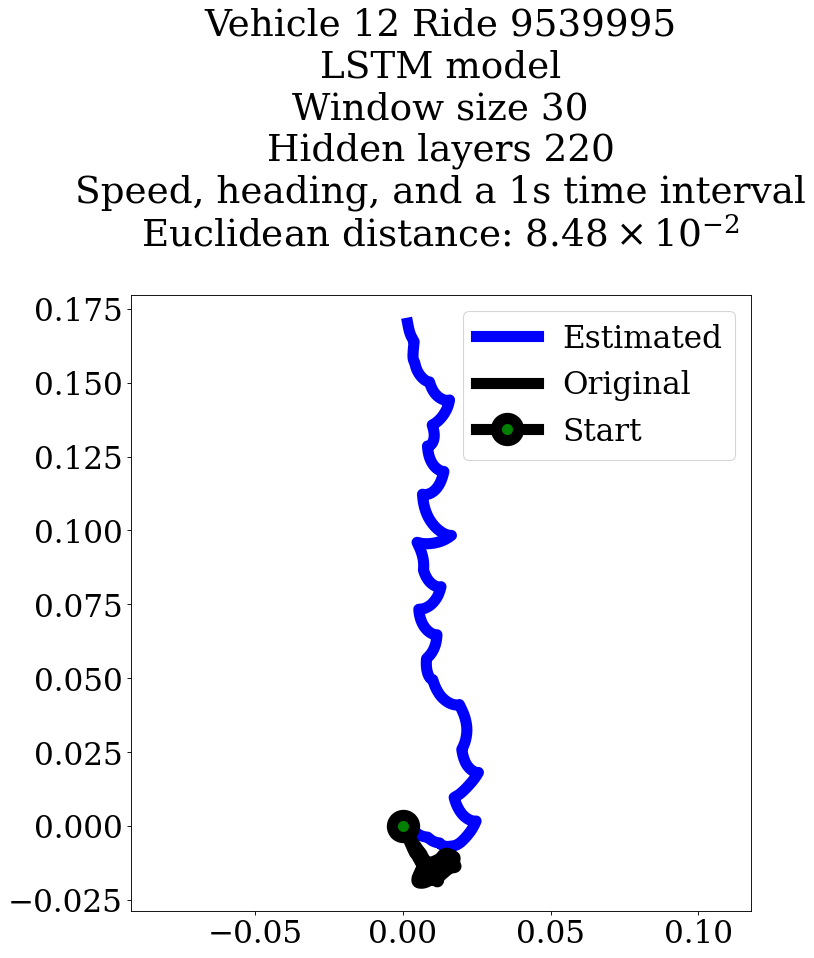 Vehicle 12 Ride 9539995
LSTM model
Window size 30
Hidden layers 220
Speed, heading, and a 1s time interval
Euclidean distance: 8.48 × 10⁻²
0.175
0.150
0.125
0.100
0.075
0.050
0.025
0.000
−0.025
Estimated
Original
Start
−0.05
0.00
0.05
0.10